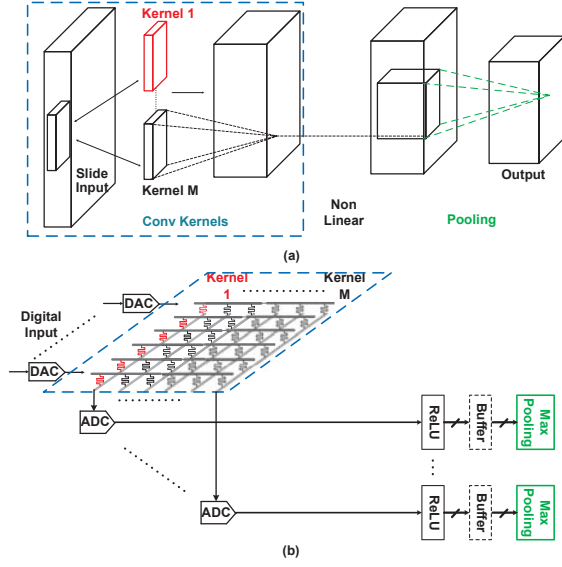 Kernel 1
Slide
Input
Kernel M
Conv Kernels
Non
Linear
Pooling
Output
(a)
Kernel
1
Kernel
M
DAC
Digital
Input
DAC
ADC
ReLU
Buffer
Max
Pooling
ADC
ReLU
Buffer
Max
Pooling
(b)